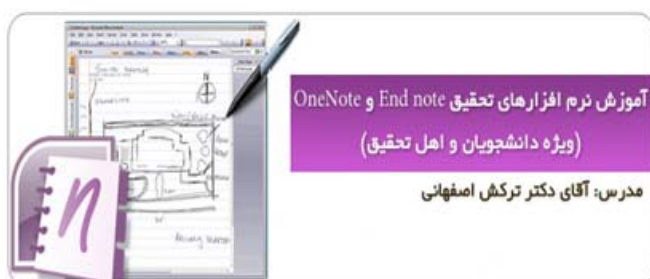 آموزش نرم افزارهای تحقیق End note و OneNote
(ویژه دانشجویان و اهل تحقیق)
مدرس: آقای دکتر ترکش اصفهانی
N